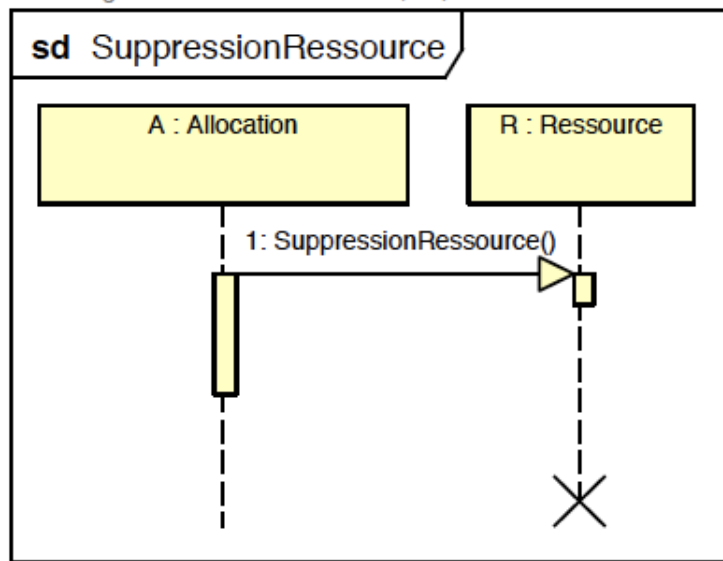 sd SuppressionRessource
A : Allocation
R : Ressource
1: SuppressionRessource()